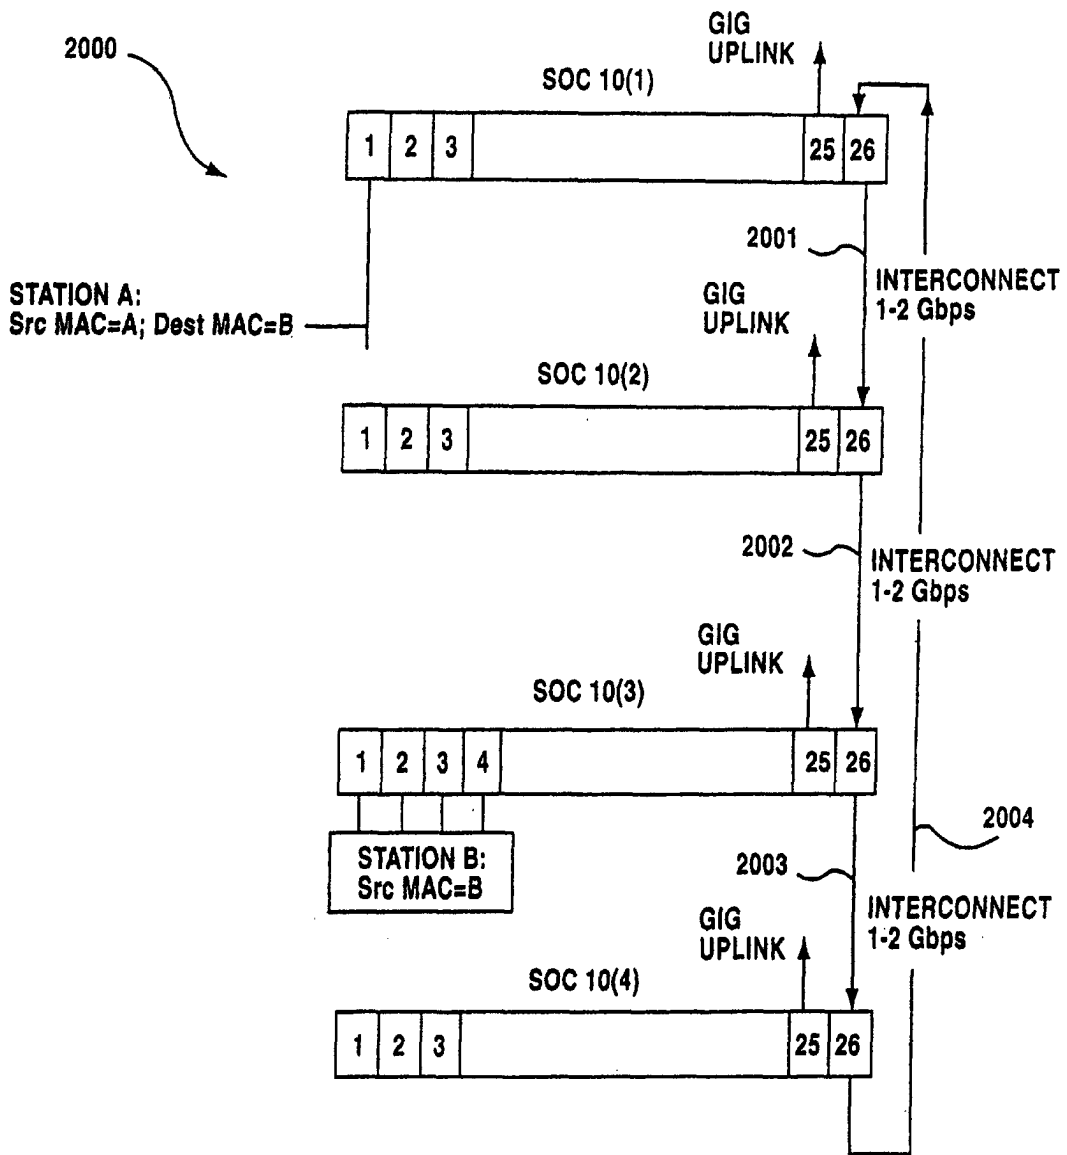 2000
GIG
UPLINK
SOC 10(1)
1 2 3 25 26
2001
INTERCONNECT
1-2 Gbps
STATION A:
Src MAC=A; Dest MAC=B
GIG
UPLINK
SOC 10(2)
1 2 3 25 26
2002
INTERCONNECT
1-2 Gbps
GIG
UPLINK
SOC 10(3)
1 2 3 4 25 26
2004
STATION B:
Src MAC=B
2003
INTERCONNECT
1-2 Gbps
GIG
UPLINK
SOC 10(4)
1 2 3 25 26